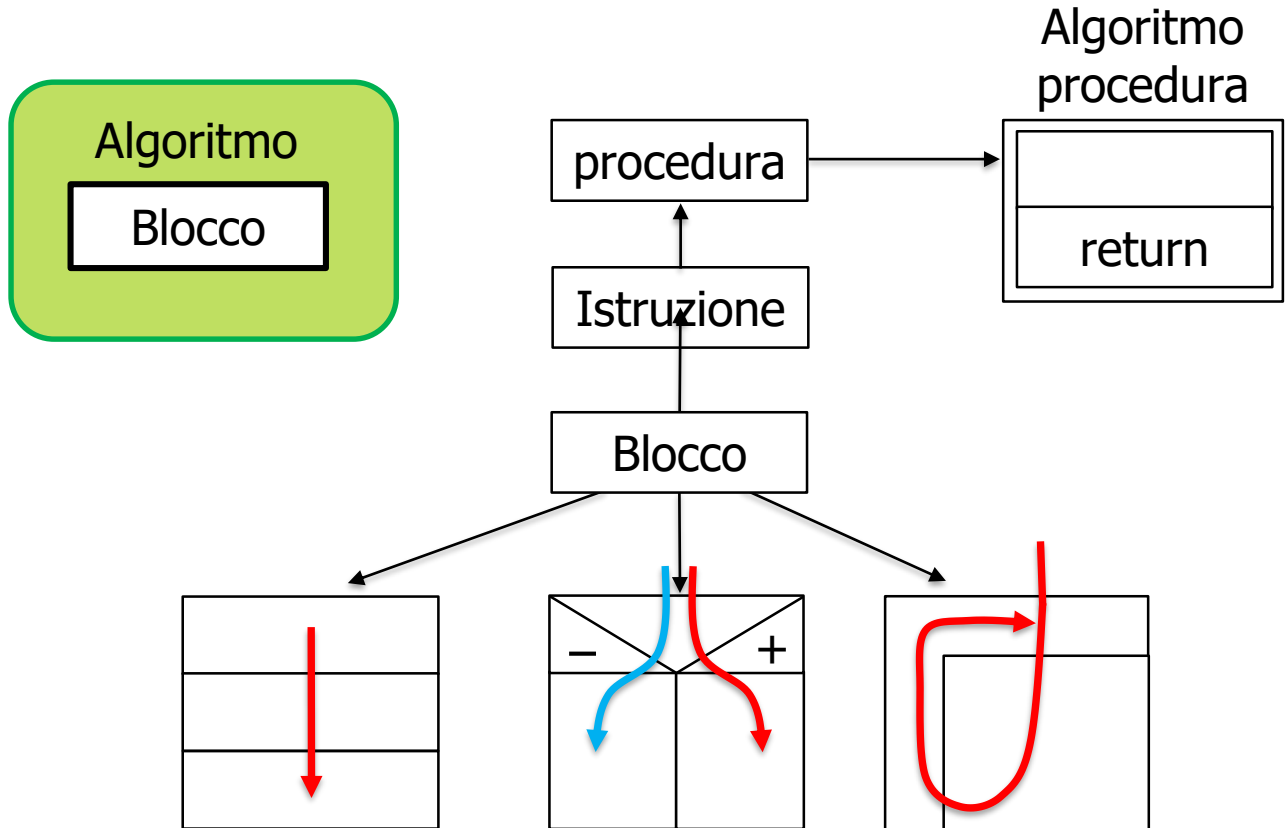 Algoritmo
Blocco
Algoritmo
procedura
procedura
return
Istruzione
Blocco
–
+